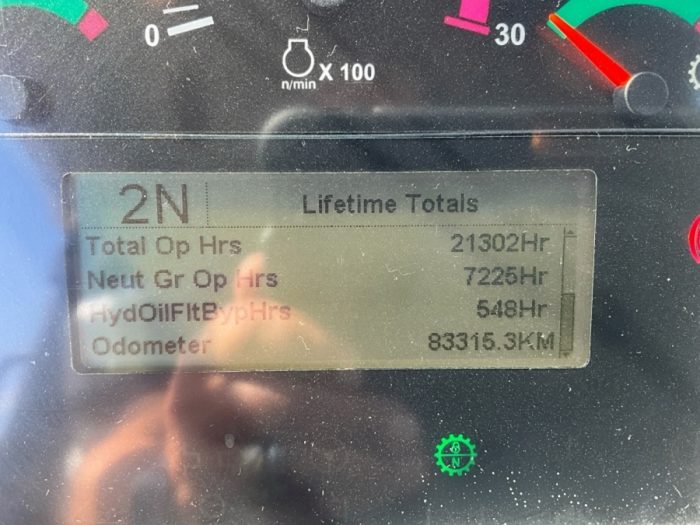 0
30
n/min X 100
2N Lifetime Totals
Total Op Hrs 21302Hr
Neut Gr Op Hrs 7225Hr
HydOilFltBypHrs 548Hr
Odometer 83315.3KM
N